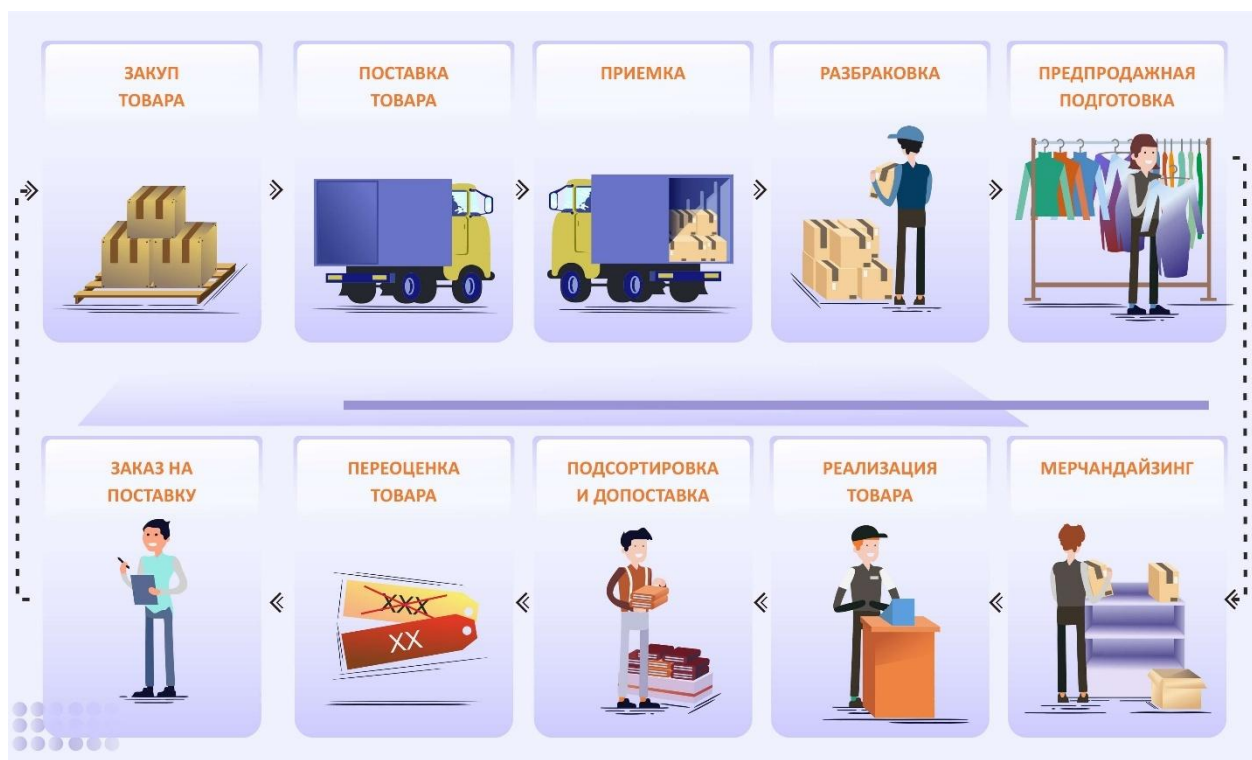 ЗАКУП
ТОВАРА
ПОСТАВКА
ТОВАРА
ПРИЕМКА
РАЗБРАКОВКА
ПРЕДПРОДАЖНАЯ
ПОДГОТОВКА
ЗАКАЗ НА
ПОСТАВКУ
ПЕРЕОЦЕНКА
ТОВАРА
ПОДСОРТИРОВКА
И ДОПОСТАВКА
РЕАЛИЗАЦИЯ
ТОВАРА
МЕРЧАНДАЙЗИНГ
XXX
XX